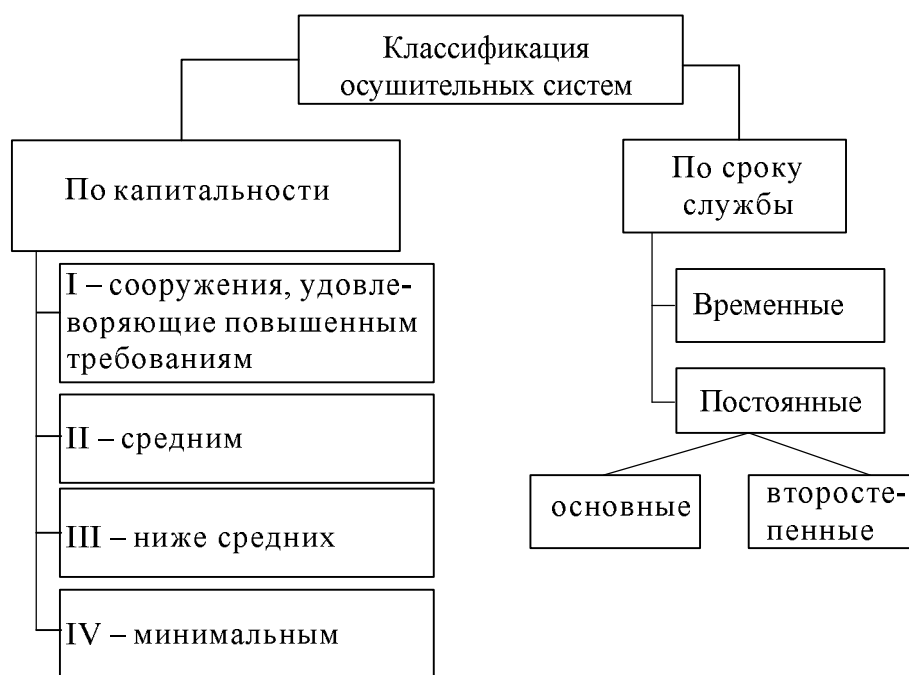 Классификация
осушительных систем
По капитальности
I – сооружения, удовле-
воряющие повышенным
требованиям
II – средним
III – ниже средних
IV – минимальным
По сроку
службы
Временные
Постоянные
основные
второсте-
пенные